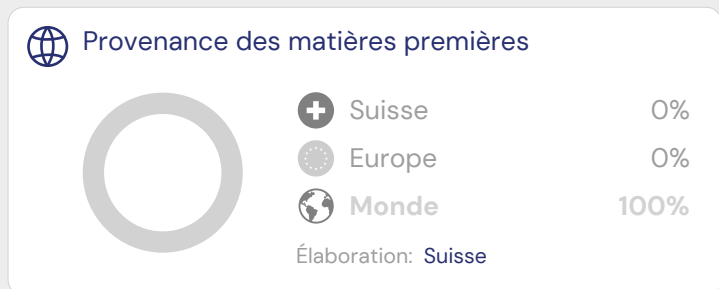 Provenance des matières premières
Suisse 0%
Europe 0%
Monde 100%
Élaboration: Suisse